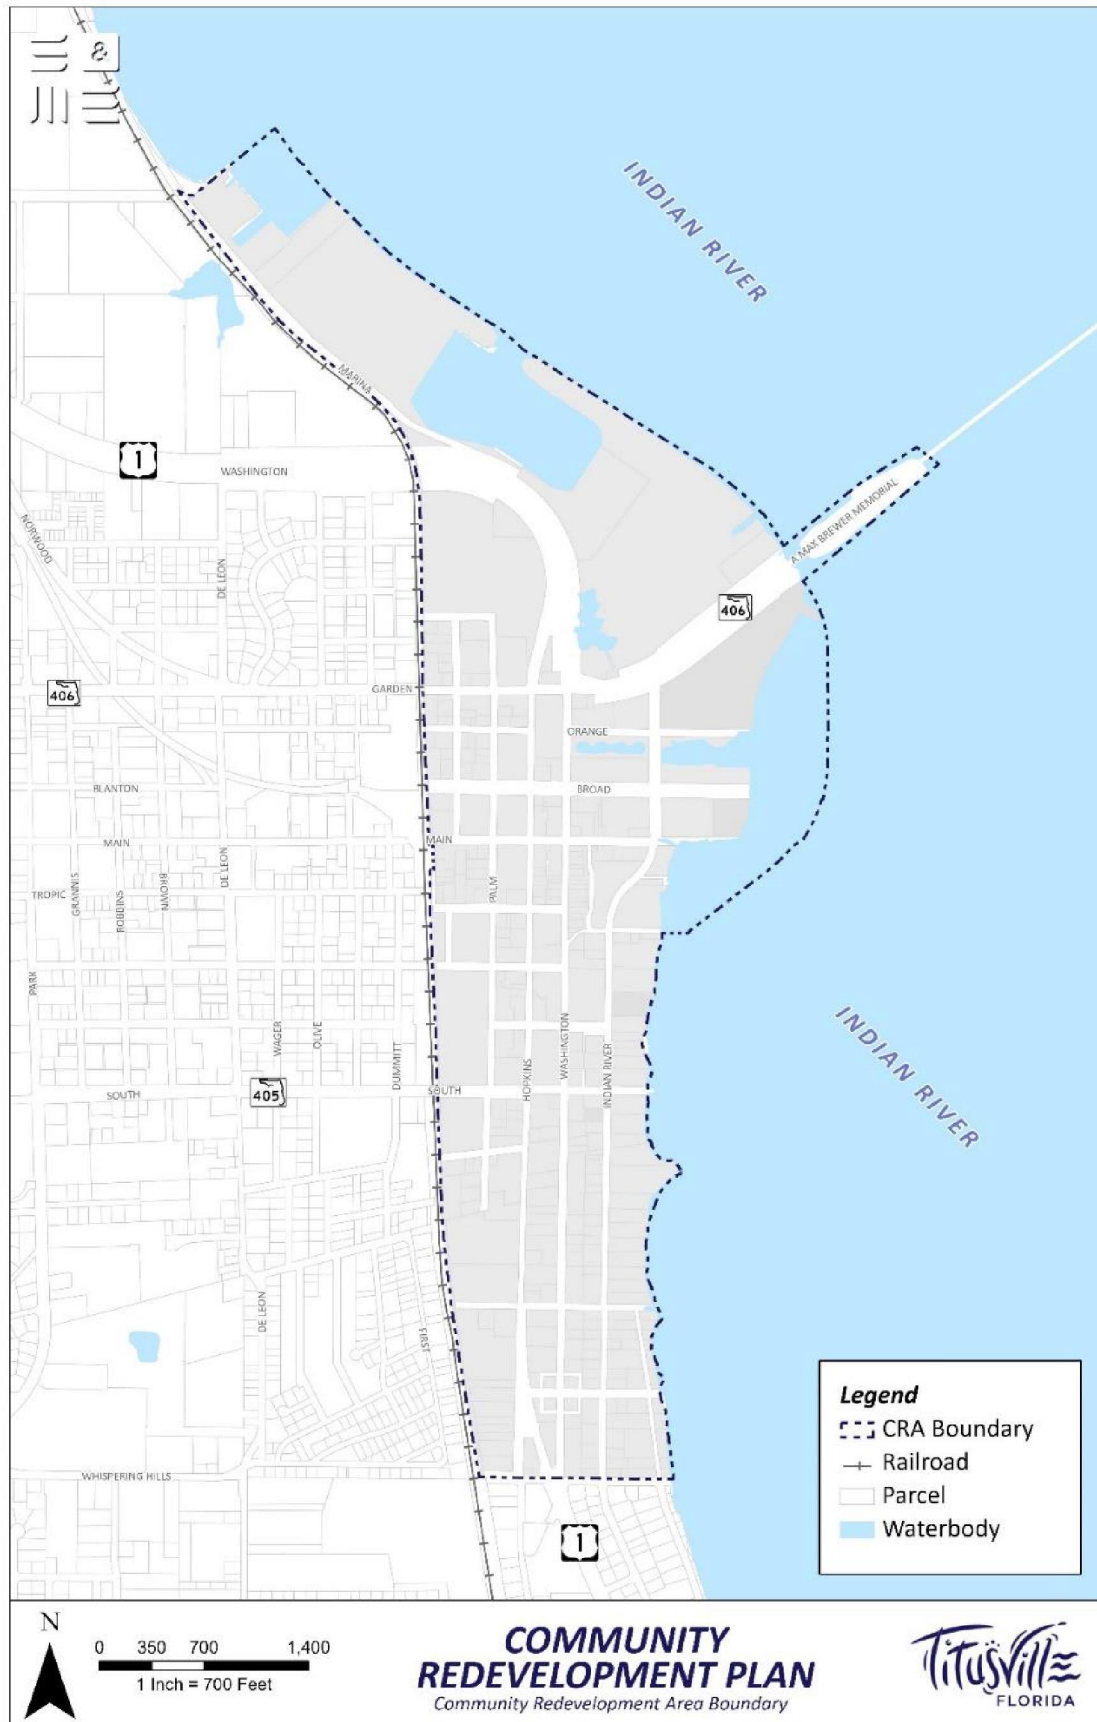 &
INDIAN RIVER
MARINA
1
WASHINGTON
NORWOOD
DE LEON
A MAX BREWER MEMORIAL
406
406
GARDEN
ORANGE
BLANTON
BROAD
MAIN
MAIN
TROPIC
GRANNIS
ROBBINS
BROWN
DE LEON
PALM
PARK
WAGER
OLIVE
DUMMITT
HOPKINS
WASHINGTON
INDIAN RIVER
INDIAN RIVER
SOUTH
405
SOUTH
DE LEON
FIRST
WHISPERING HILLS
1
Legend
CRA Boundary
Railroad
Parcel
Waterbody
N
0 350 700 1,400
1 Inch = 700 Feet
COMMUNITY
REDEVELOPMENT PLAN
Community Redevelopment Area Boundary
TITUSVILLE
FLORIDA